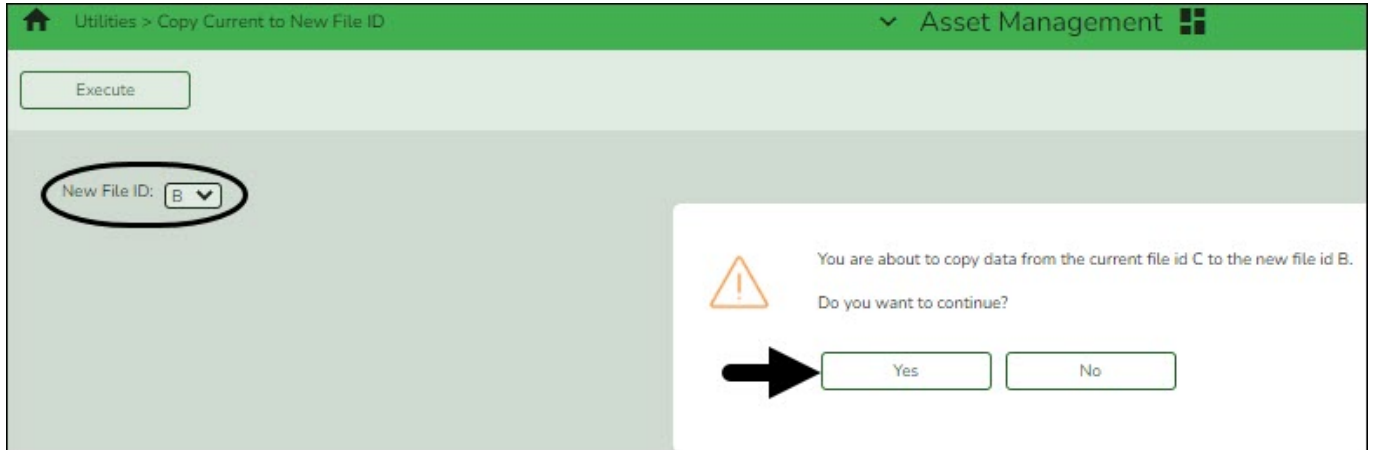 Utilities > Copy Current to New File ID
Asset Management
Execute
New File ID: B
You are about to copy data from the current file id C to the new file id B.
Do you want to continue?
Yes No